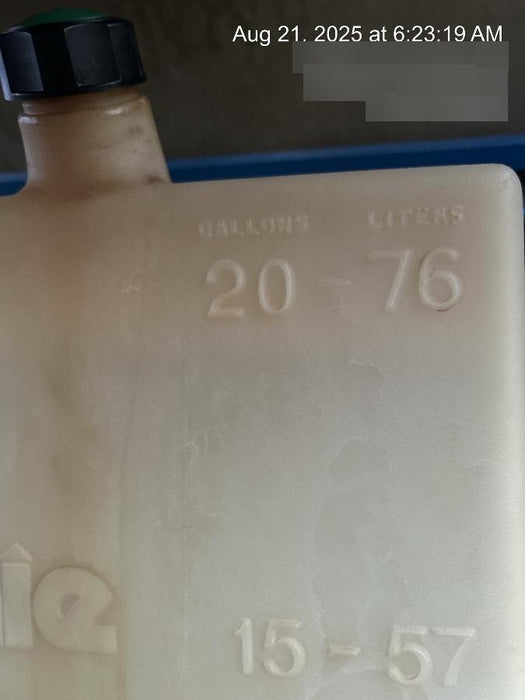 Aug 21. 2025 at 6:23:19 AM
GALLONS LITERS
20 - 76
ie
15 - 57